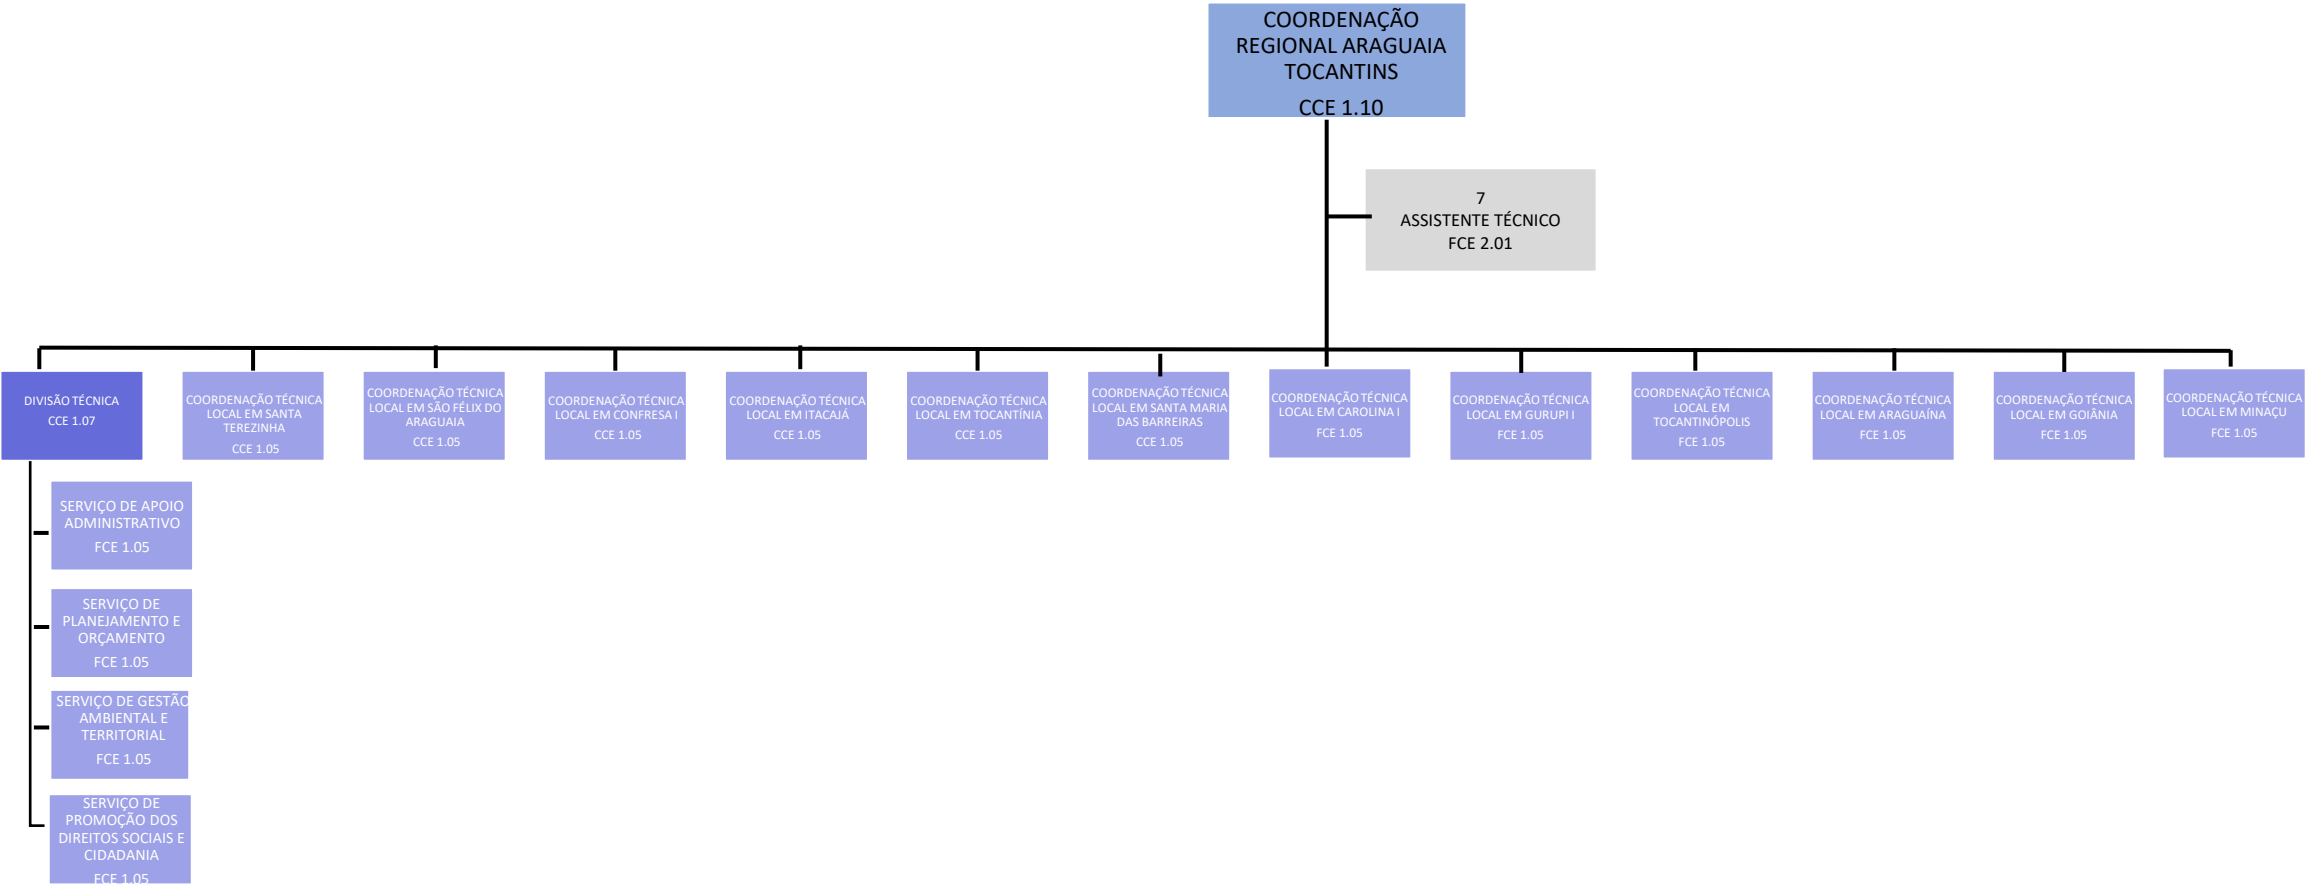 COORDENAÇÃO
REGIONAL ARAGUAIA
TOCANTINS
CCE 1.10
7
ASSISTENTE TÉCNICO
FCE 2.01
DIVISÃO TÉCNICA
CCE 1.07
COORDENAÇÃO TÉCNICA
LOCAL EM SANTA
TEREZINHA
CCE 1.05
COORDENAÇÃO TÉCNICA
LOCAL EM SÃO FÉLIX DO
ARAGUAIA
CCE 1.05
COORDENAÇÃO TÉCNICA
LOCAL EM CONFRESA I
CCE 1.05
COORDENAÇÃO TÉCNICA
LOCAL EM ITACAJÁ
CCE 1.05
COORDENAÇÃO TÉCNICA
LOCAL EM TOCANTÍNIA
CCE 1.05
COORDENAÇÃO TÉCNICA
LOCAL EM SANTA MARIA
DAS BARREIRAS
CCE 1.05
COORDENAÇÃO TÉCNICA
LOCAL EM CAROLINA I
FCE 1.05
COORDENAÇÃO TÉCNICA
LOCAL EM GURUPI I
FCE 1.05
COORDENAÇÃO TÉCNICA
LOCAL EM
TOCANTINÓPOLIS
FCE 1.05
COORDENAÇÃO TÉCNICA
LOCAL EM ARAGUAÍNA
FCE 1.05
COORDENAÇÃO TÉCNICA
LOCAL EM GOIÂNIA
FCE 1.05
COORDENAÇÃO TÉCNICA
LOCAL EM MINAÇU
FCE 1.05
SERVIÇO DE APOIO
ADMINISTRATIVO
FCE 1.05
SERVIÇO DE
PLANEJAMENTO E
ORÇAMENTO
FCE 1.05
SERVIÇO DE GESTÃO
AMBIENTAL E
TERRITORIAL
FCE 1.05
SERVIÇO DE
PROMOÇÃO DOS
DIREITOS SOCIAIS E
CIDADANIA
FCE 1.05